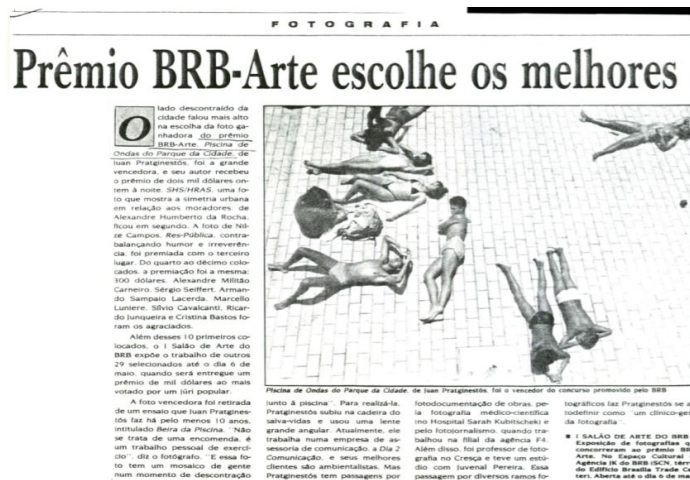 FOTOGRAFIA
Prêmio BRB-Arte escolhe os melhores
O lado descontraído da
cidade falou mais alto
na escolha da foto ga-
nhadora do prêmio
BRB-Arte. Piscina de
Ondas do Parque da Cidade, de
Juan Pratginestós, foi a grande
vencedora, e seu autor recebeu
o prêmio de dois mil dólares on-
tem à noite. SHS/HRAS, uma fo-
to que mostra a simetria urbana
em relação aos moradores, de
Alexandre Humberto da Rocha,
ficou em segundo. A foto de Nil-
ze Campos, Res-Pública, contra-
balançando humor e irreverên-
cia, foi premiada com o terceiro
lugar. Do quarto ao décimo colo-
cados, a premiação foi a mesma:
300 dólares. Alexandre Militão
Carneiro, Sérgio Seiffert, Arman-
do Sampaio Lacerda, Marcello
Luniere, Sílvio Cavalcanti, Ricar-
do Junqueira e Cristina Bastos fo-
ram os agraciados.
Além desses 10 primeiros co-
locados, o I Salão de Arte do
BRB expõe o trabalho de outros
29 selecionados até o dia 6 de
maio, quando será entregue um
prêmio de mil dólares ao mais
votado por um júri popular.
A foto vencedora foi retirada
de um ensaio que Juan Pratgines-
tós faz há pelo menos 10 anos,
intitulado Beira da Piscina. "Não
se trata de uma encomenda, é
um trabalho pessoal de exercí-
cio", diz o fotógrafo. "E essa fo-
to tem um mosaico de gente
num momento de descontração
Piscina de Ondas do Parque da Cidade, de Juan Pratginestós, foi o vencedor do concurso promovido pelo BRB
junto à piscina". Para realizá-la,
Pratginestós subiu na cadeira do
salva-vidas e usou uma lente
grande angular. Atualmente, ele
trabalha numa empresa de as-
sessoria de comunicação, a Dia 2
Comunicação, e seus melhores
clientes são ambientalistas. Mas
Pratginestós tem passagens por
fotodocumentação de obras, pe-
la fotografia médico-científica
(no Hospital Sarah Kubitschek) e
pelo fotojornalismo, quando tra-
balhou na filial da agência F4.
Além disso, foi professor de foto-
grafia no Cresça e teve um estú-
dio com Juvenal Pereira. Essa
passagem por diversos ramos fo-
tográficos faz Pratginestós se a
todefinir como "um clínico-ger
da fotografia".
I SALÃO DE ARTE DO BRB
Exposição de fotografias q
concorreram ao prêmio BR
Arte. No Espaço Cultural
Agência JK do BRB (SCN, térr
do Edifício Brasília Trade Ce
ter). Aberta até o dia 6 de ma